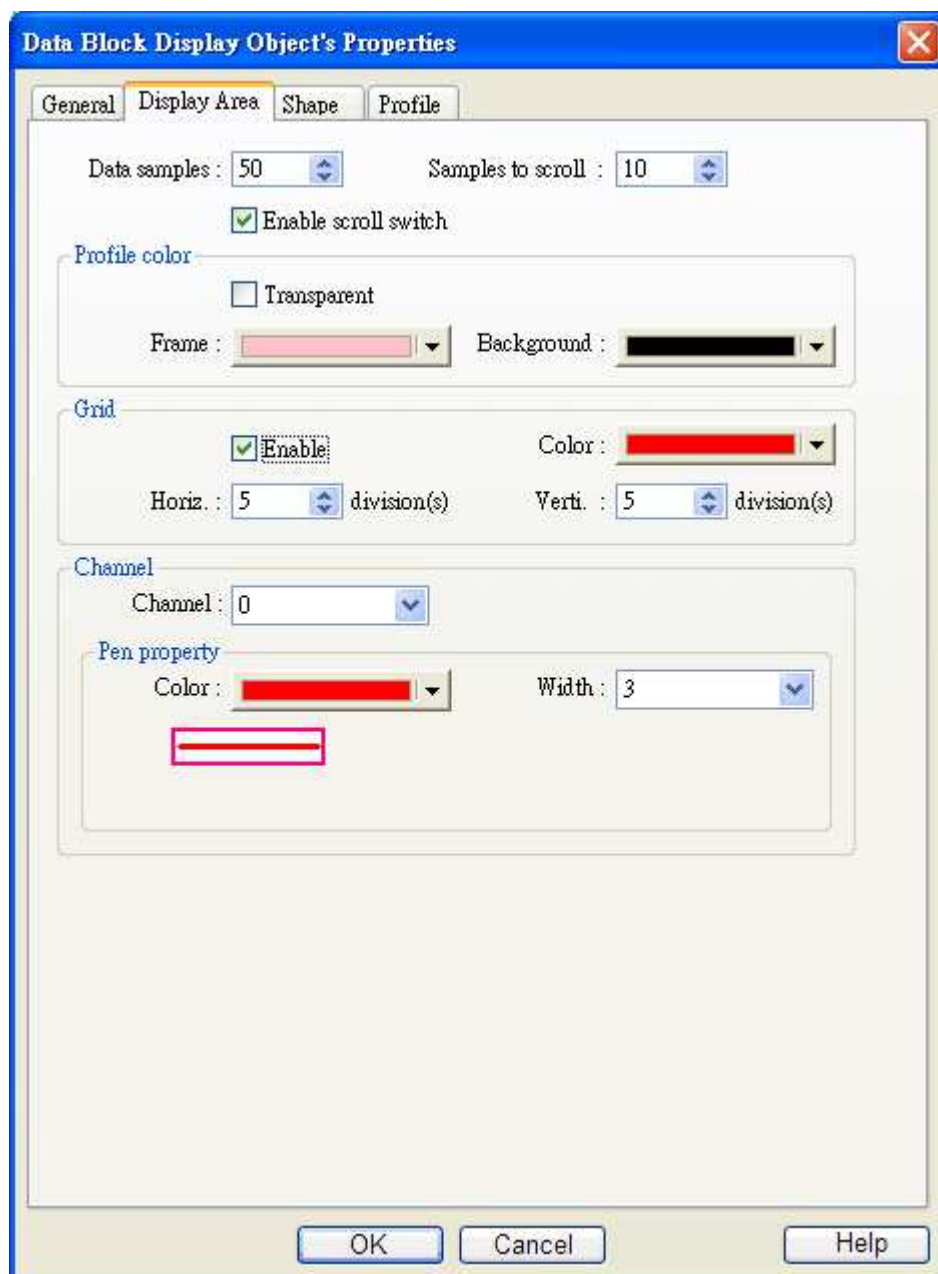 Data Block Display Object's Properties
General Display Area Shape Profile
Data samples : 50 Samples to scroll : 10
Enable scroll switch
Profile color
Transparent
Frame : Background :
Grid
Enable Color :
Horiz. : 5 division(s) Verti. : 5 division(s)
Channel
Channel : 0
Pen property
Color : Width : 3
OK Cancel Help